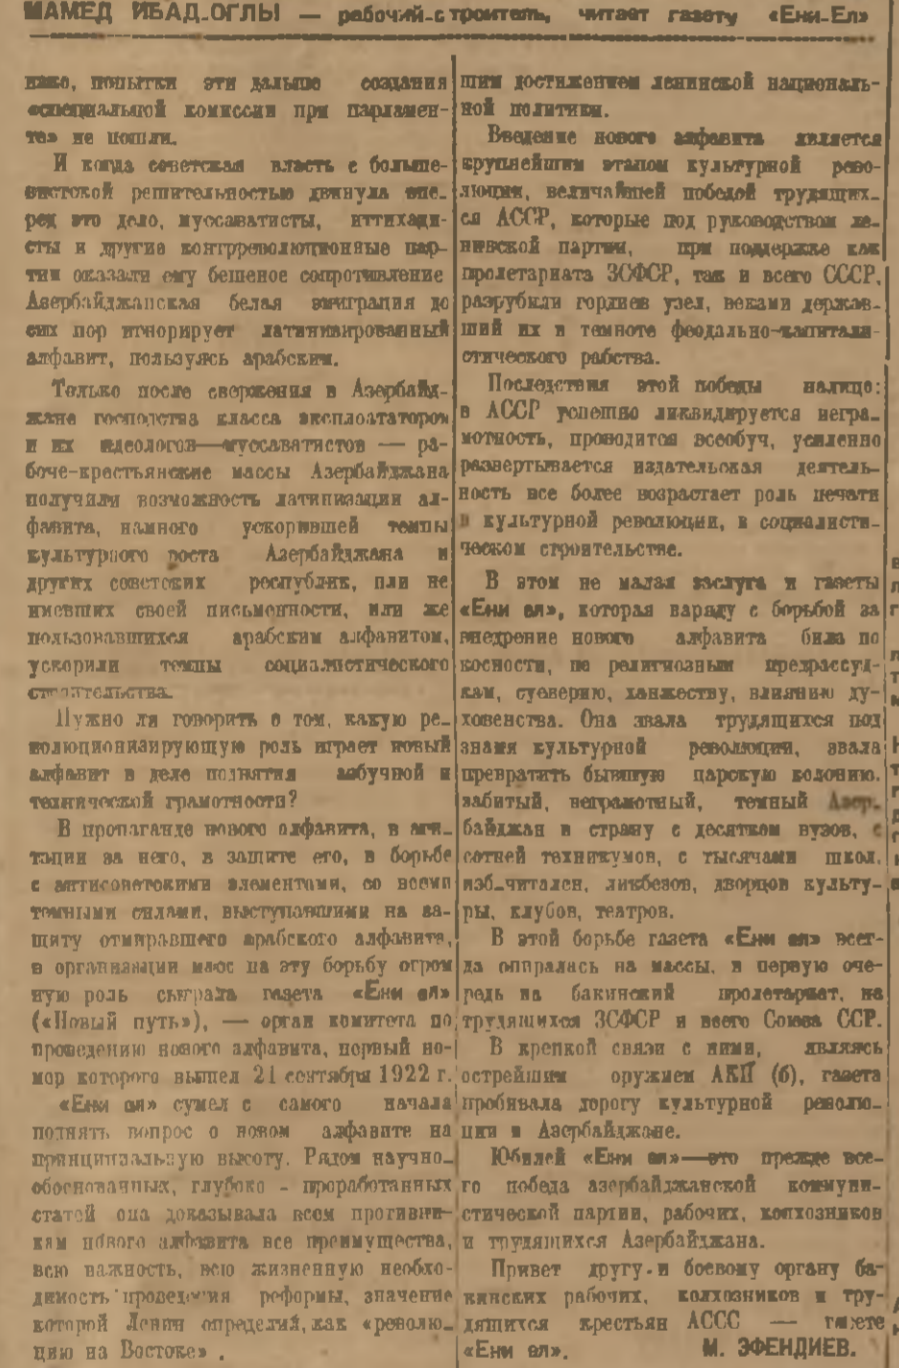 МАМЕД ИБАД-ОГЛЫ — рабочий-строитель, читает газету «Ени-Ел»
нако, попытки эти дальше создания
«специальной комиссии при парламен-
те» не пошли.
И когда советская власть с больше-
вистской решительностью двинула впе-
ред это дело, муссаватисты, иттихади-
сты и другие контрреволюционные пар-
тии оказали ему бешеное сопротивление
Азербайджанская белая эмиграция до
сих пор игнорирует латинизированный
алфавит, пользуясь арабским.
Только после свержения в Азербайд-
жане господства класса эксплоататоров
и их идеологов—муссаватистов — ра-
боче-крестьянские массы Азербайджана
получили возможность латинизации ал-
фавита, намного ускорившей темпы
культурного роста Азербайджана и
других советских республик, или не
имевших своей письменности, или же
пользовавшихся арабским алфавитом,
ускорили темпы социалистического
строительства.
Нужно ли говорить о том, какую ре-
волюционизирующую роль играет новый
алфавит в деле поднятия азбучной и
технической грамотности?
В пропаганде нового алфавита, в аги-
тации за него, в защите его, в борьбе
с антисоветскими элементами, со всеми
темными силами, выступавшими на за-
щиту отмиравшего арабского алфавита,
в организации масс на эту борьбу огром
ную роль сыграла газета «Ени ел»
(«Новый путь»), — орган комитета по
проведению нового алфавита, первый но-
мер которого вышел 21 сентября 1922 г.
«Ени ел» сумел с самого начала
поднять вопрос о новом алфавите на
принципиальную высоту. Рядом научно-
обоснованных, глубоко - проработанных
статей она доказывала всем противни-
кам нового алфавита все преимущества,
всю важность, всю жизненную необхо-
димость проведения реформы, значение
которой Ленин определил, как «револю-
цию на Востоке».
шим достижением ленинской националь-
ной политики.
Введение нового алфавита является
крупнейшим этапом культурной рево-
люции, величайшей победой трудящих-
ся АССР, которые под руководством ле-
нинской партии, при поддержке как
пролетариата ЗСФСР, так и всего СССР,
разрубили гордиев узел, веками держав-
ший их в темноте феодально-капитали-
стического рабства.
Последствия этой победы налицо:
в АССР успешно ликвидируется негра-
мотность, проводится всеобуч, усиленно
развертывается издательская деятель-
ность все более возрастает роль печати
в культурной революции, в социалисти-
ческом строительстве.
В этом не малая заслуга и газеты
«Ени ел», которая наряду с борьбой за
внедрение нового алфавита била по
косности, по религиозным предрассуд-
кам, суеверию, ханжеству, влиянию ду-
ховенства. Она звала трудящихся под
знамя культурной революции, звала
превратить бывшую царскую колонию,
забитый, неграмотный, темный Азер-
байджан в страну с десятком вузов, с
сотней техникумов, с тысячами школ,
изб-читален, ликбезов, дворцов культу-
ры, клубов, театров.
В этой борьбе газета «Ени ел» всег-
да опиралась на массы, в первую оче-
редь на бакинский пролетариат, на
трудящихся ЗСФСР и всего Союза ССР.
В крепкой связи с ними, являясь
острейшим оружием АКП (б), газета
пробивала дорогу культурной револю-
ции в Азербайджане.
Юбилей «Ени ел»—это прежде все-
го победа азербайджанской коммуни-
стической партии, рабочих, колхозников
и трудящихся Азербайджана.
Привет другу-и боевому органу ба-
кинских рабочих, колхозников и тру-
дящихся крестьян АССС — газете
«Ени ел».
М. ЭФЕНДИЕВ.